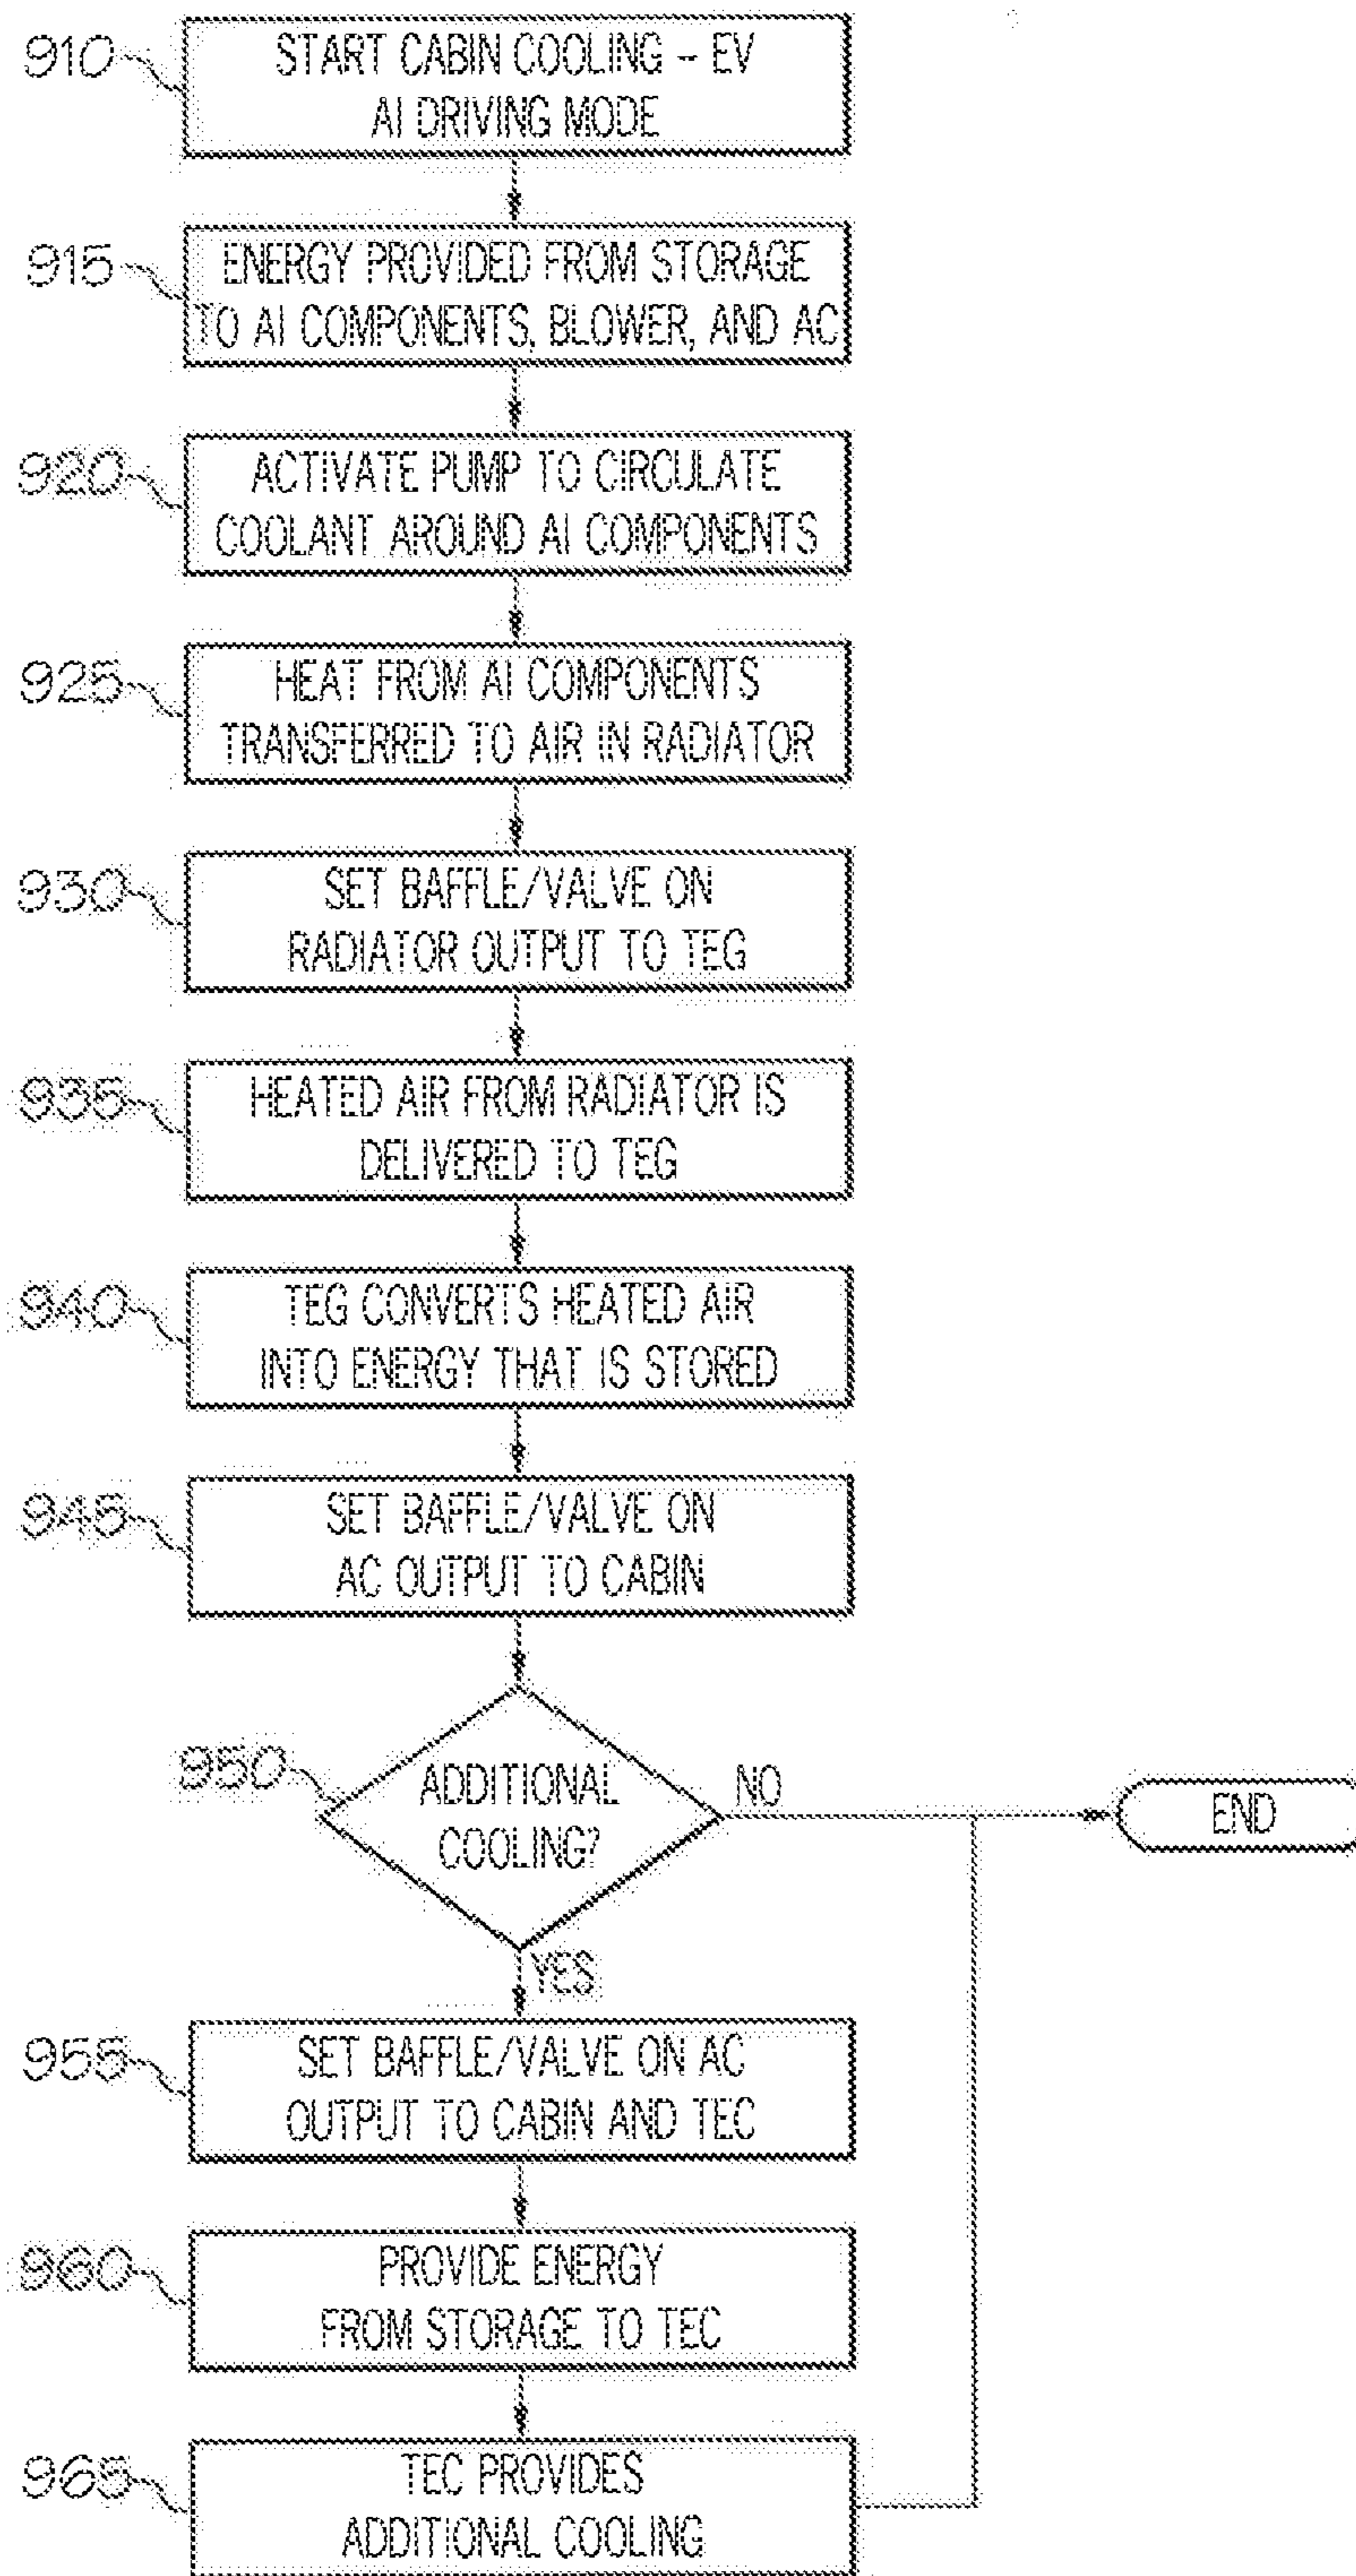 910
START CABIN COOLING - EV
AI DRIVING MODE
915
ENERGY PROVIDED FROM STORAGE
TO AI COMPONENTS, BLOWER, AND AC
920
ACTIVATE PUMP TO CIRCULATE
COOLANT AROUND AI COMPONENTS
925
HEAT FROM AI COMPONENTS
TRANSFERRED TO AIR IN RADIATOR
930
SET BAFFLE/VALVE ON
RADIATOR OUTPUT TO TEG
935
HEATED AIR FROM RADIATOR IS
DELIVERED TO TEG
940
TEG CONVERTS HEATED AIR
INTO ENERGY THAT IS STORED
945
SET BAFFLE/VALVE ON
AC OUTPUT TO CABIN
950
ADDITIONAL
COOLING?
NO
END
YES
955
SET BAFFLE/VALVE ON AC
OUTPUT TO CABIN AND TEC
960
PROVIDE ENERGY
FROM STORAGE TO TEC
965
TEC PROVIDES
ADDITIONAL COOLING